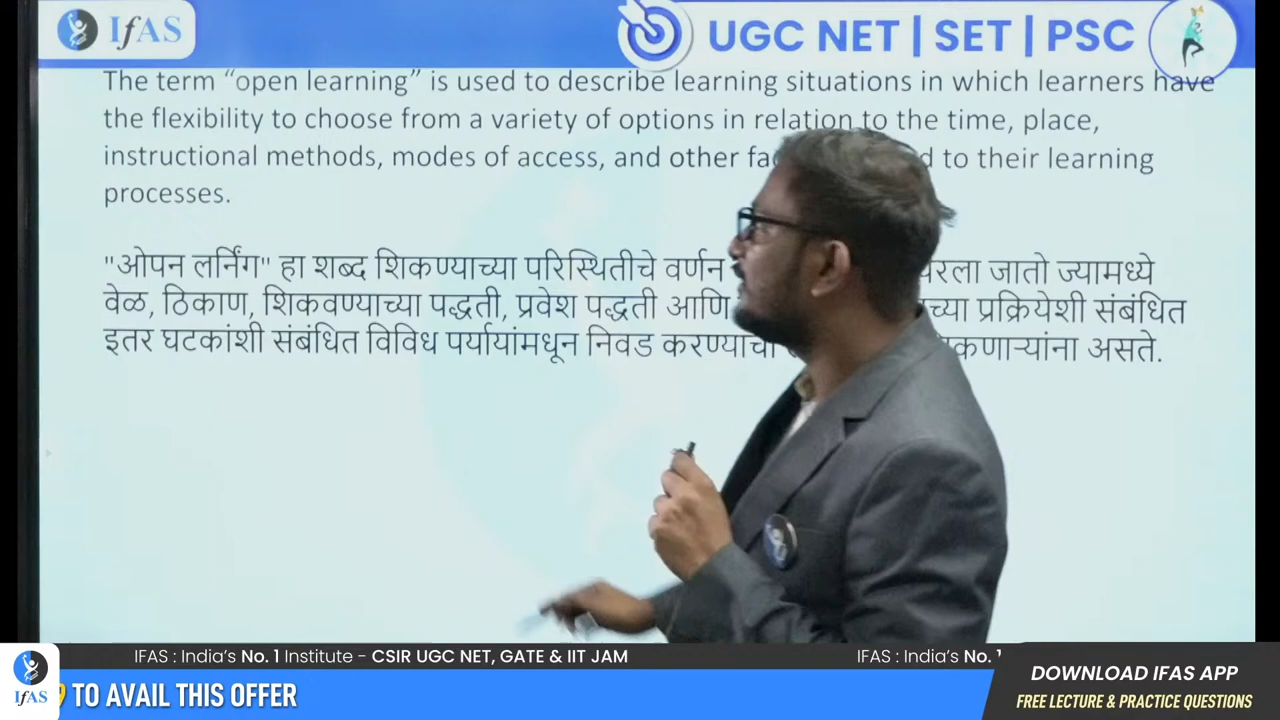 IfAS
UGC NET | SET | PSC
The term “open learning” is used to describe learning situations in which learners have
the flexibility to choose from a variety of options in relation to the time, place,
instructional methods, modes of access, and other to their learning
processes.
"ओपन लर्निंग" हा शब्द शिकण्याच्या परिस्थितीचे वर्णन जातो ज्यामध्ये
वेळ, ठिकाण, शिकवण्याच्या पद्धती, प्रवेश पद्धती आणि प्रक्रियेशी संबंधित
इतर घटकांशी संबंधित विविध पर्यायांमधून निवड असते.
IFAS : India's No. 1 Institute - CSIR UGC NET, GATE & IIT JAM
IFAS : India's No.
DOWNLOAD IFAS APP
IfAS
TO AVAIL THIS OFFER
FREE LECTURE & PRACTICE QUESTIONS